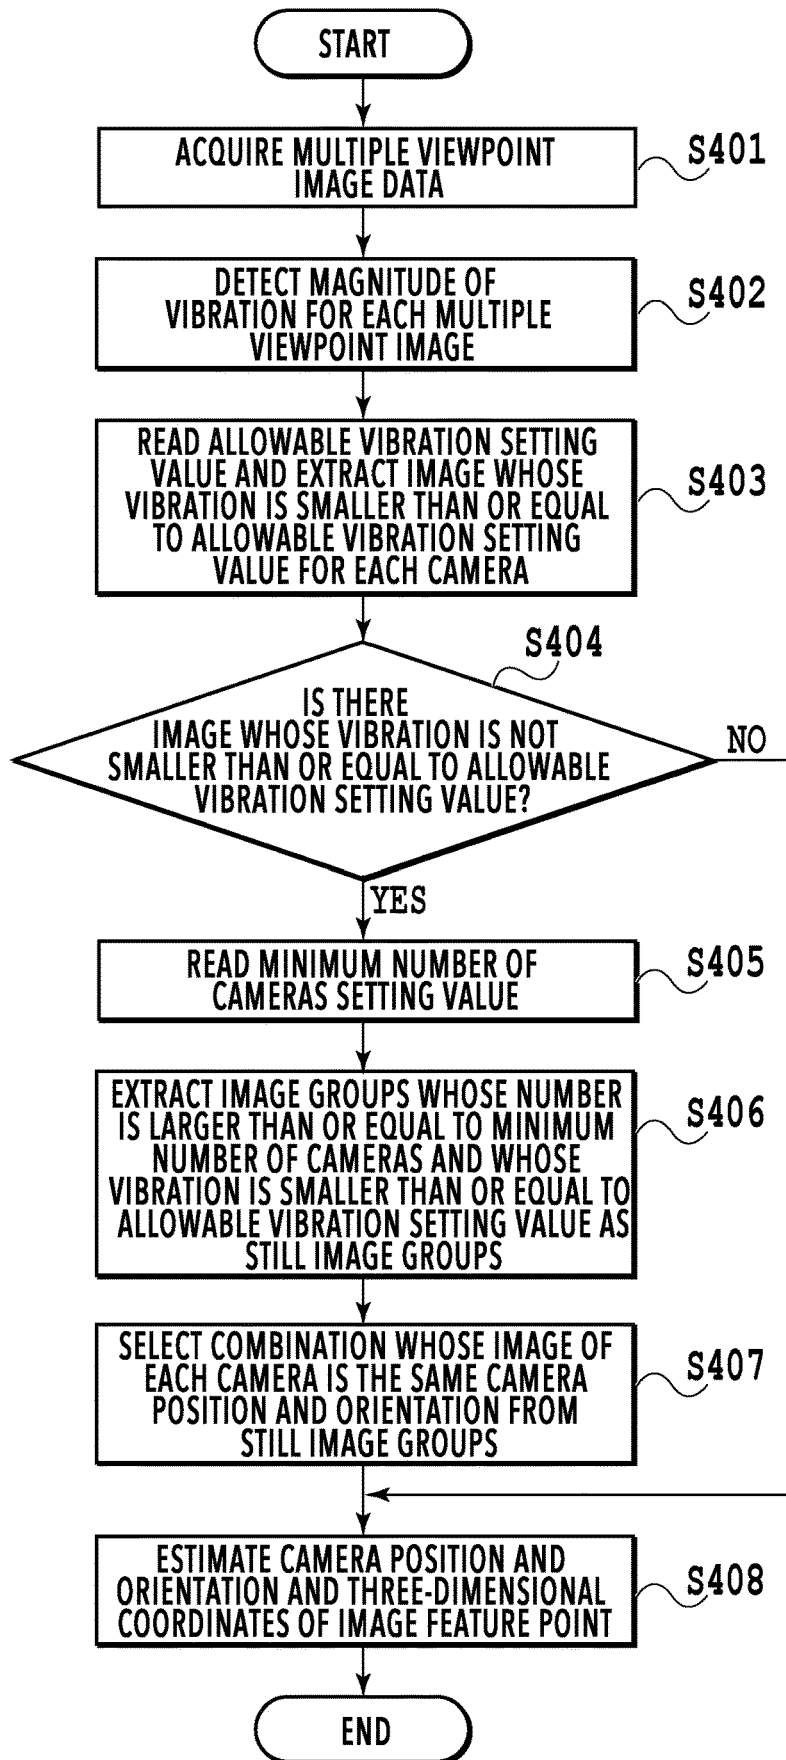 START
ACQUIRE MULTIPLE VIEWPOINT
IMAGE DATA
S401
DETECT MAGNITUDE OF
VIBRATION FOR EACH MULTIPLE
VIEWPOINT IMAGE
S402
READ ALLOWABLE VIBRATION SETTING
VALUE AND EXTRACT IMAGE WHOSE
VIBRATION IS SMALLER THAN OR EQUAL
TO ALLOWABLE VIBRATION SETTING
VALUE FOR EACH CAMERA
S403
S404
IS THERE
IMAGE WHOSE VIBRATION IS NOT
SMALLER THAN OR EQUAL TO ALLOWABLE
VIBRATION SETTING VALUE?
NO
YES
READ MINIMUM NUMBER OF
CAMERAS SETTING VALUE
S405
EXTRACT IMAGE GROUPS WHOSE NUMBER
IS LARGER THAN OR EQUAL TO MINIMUM
NUMBER OF CAMERAS AND WHOSE
VIBRATION IS SMALLER THAN OR EQUAL TO
ALLOWABLE VIBRATION SETTING VALUE AS
STILL IMAGE GROUPS
S406
SELECT COMBINATION WHOSE IMAGE OF
EACH CAMERA IS THE SAME CAMERA
POSITION AND ORIENTATION FROM
STILL IMAGE GROUPS
S407
ESTIMATE CAMERA POSITION AND
ORIENTATION AND THREE-DIMENSIONAL
COORDINATES OF IMAGE FEATURE POINT
S408
END